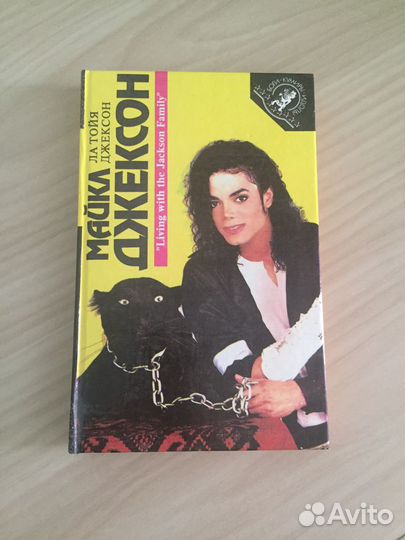 ЛА ТОЙЯ
ДЖЕКСОН
МАЙКЛ
ДЖЕКСОН
"Living with the Jackson Family"
Avito